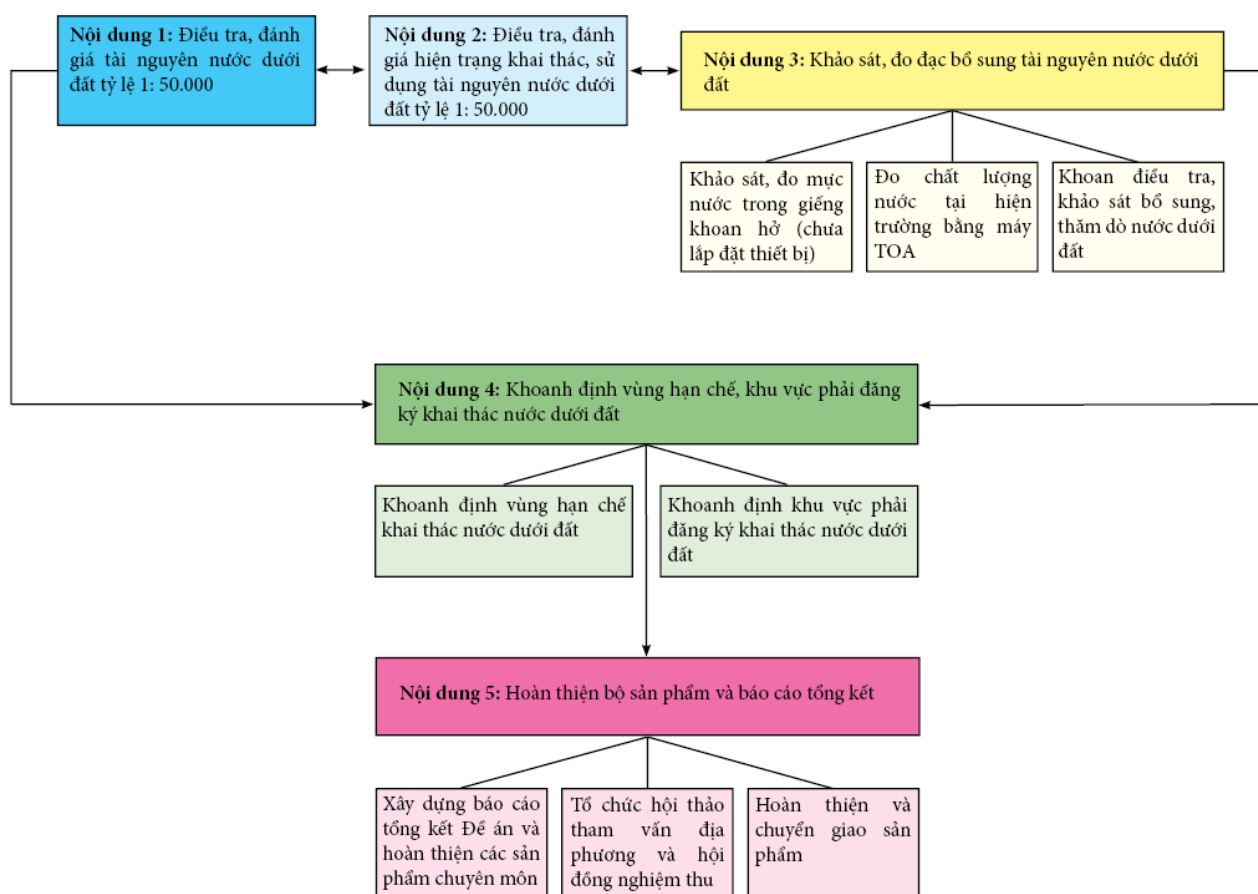 Nội dung 1: Điều tra, đánh
giá tài nguyên nước dưới
đất tỷ lệ 1: 50.000
Nội dung 2: Điều tra, đánh
giá hiện trạng khai thác, sử
dụng tài nguyên nước dưới
đất tỷ lệ 1: 50.000
Nội dung 3: Khảo sát, đo đạc bổ sung tài nguyên nước dưới
đất
Khảo sát, đo mực
nước trong giếng
khoan hở (chưa
lắp đặt thiết bị)
Đo chất lượng
nước tại hiện
trường bằng máy
TOA
Khoan điều tra,
khảo sát bổ sung,
thăm dò nước dưới
đất
Nội dung 4: Khoanh định vùng hạn chế, khu vực phải đăng
ký khai thác nước dưới đất
Khoanh định vùng hạn chế
khai thác nước dưới đất
Khoanh định khu vực phải
đăng ký khai thác nước dưới
đất
Nội dung 5: Hoàn thiện bộ sản phẩm và báo cáo tổng kết
Xây dựng báo cáo
tổng kết Đề án và
hoàn thiện các sản
phẩm chuyên môn
Tổ chức hội thảo
tham vấn địa
phương và hội
đồng nghiệm thu
Hoàn thiện và
chuyển giao sản
phẩm